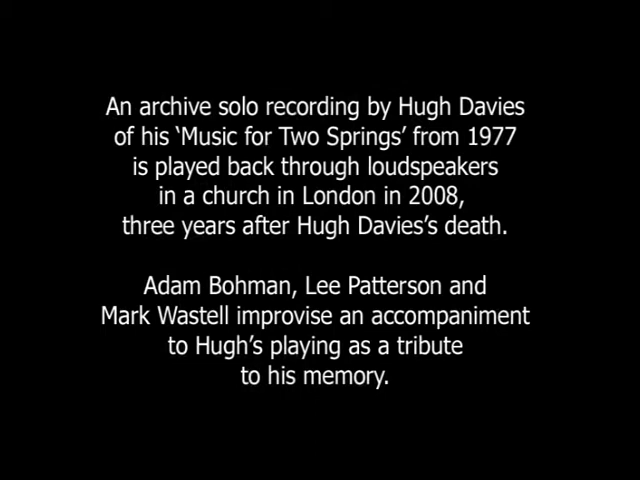 An archive solo recording by Hugh Davies
of his ‘Music for Two Springs’ from 1977
is played back through loudspeakers
in a church in London in 2008,
three years after Hugh Davies’s death.
Adam Bohman, Lee Patterson and
Mark Wastell improvise an accompaniment
to Hugh’s playing as a tribute
to his memory.